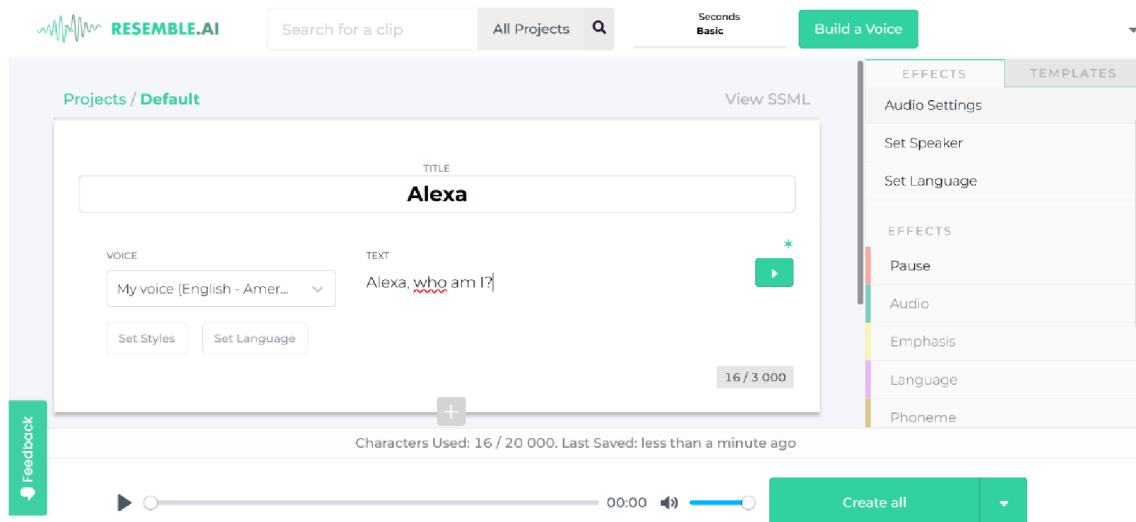 RESEMBLE.AI
Search for a clip
All Projects
Seconds
Basic
Build a Voice
Projects / Default
View SSML
TITLE
Alexa
VOICE
TEXT
My voice (English - Amer...
Alexa, who am I?
Set Styles
Set Language
16 / 3 000
EFFECTS
TEMPLATES
Audio Settings
Set Speaker
Set Language
EFFECTS
Pause
Audio
Emphasis
Language
Phoneme
Feedback
Characters Used: 16 / 20 000. Last Saved: less than a minute ago
00:00
Create all